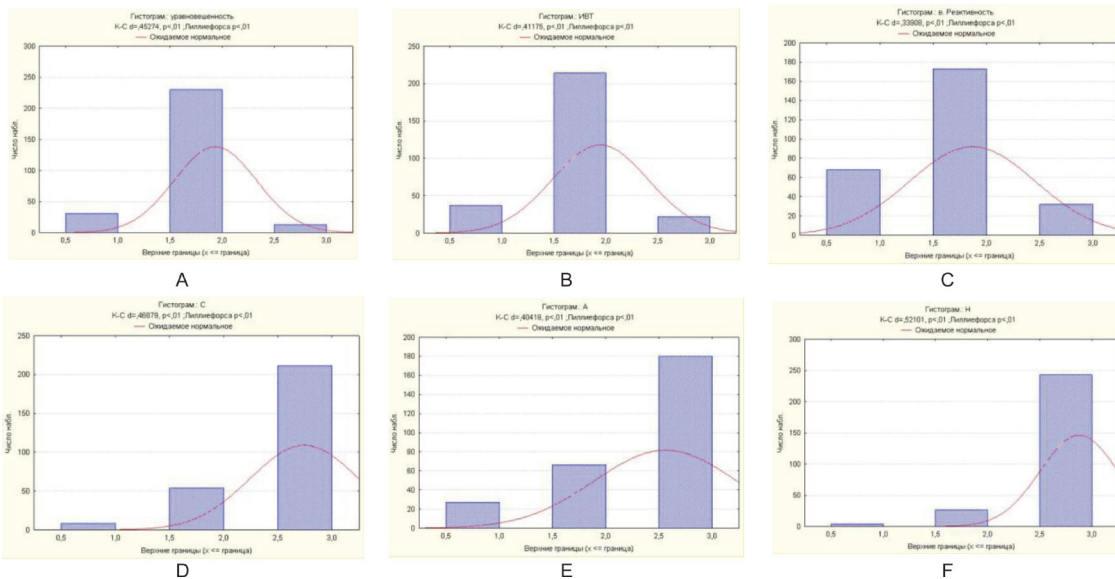 Гистограм.: уравновешенность
К-С d=,45274, p<,01 ;Лиллиефорса p<,01
Ожидаемое нормальное
Число набл.
300
250
200
150
100
50
0
0,5 1,0 1,5 2,0 2,5 3,0
Верхние границы (x <= граница)
A
Гистограм.: ИВТ
К-С d=,41175, p<,01 ;Лиллиефорса p<,01
Ожидаемое нормальное
Число набл.
250
200
150
100
50
0
0,5 1,0 1,5 2,0 2,5 3,0
Верхние границы (x <= граница)
B
Гистограм.: в. Реактивность
К-С d=,33908, p<,01 ;Лиллиефорса p<,01
Ожидаемое нормальное
Число набл.
200
180
160
140
120
100
80
60
40
20
0
0,5 1,0 1,5 2,0 2,5 3,0
Верхние границы (x <= граница)
C
Гистограм.: С
К-С d=,46879, p<,01 ;Лиллиефорса p<,01
Ожидаемое нормальное
Число набл.
250
200
150
100
50
0
0,5 1,0 1,5 2,0 2,5 3,0
Верхние границы (x <= граница)
D
Гистограм.: А
К-С d=,40418, p<,01 ;Лиллиефорса p<,01
Ожидаемое нормальное
Число набл.
200
180
160
140
120
100
80
60
40
20
0
0,5 1,0 1,5 2,0 2,5 3,0
Верхние границы (x <= граница)
E
Гистограм.: Н
К-С d=,52101, p<,01 ;Лиллиефорса p<,01
Ожидаемое нормальное
Число набл.
300
250
200
150
100
50
0
0,5 1,0 1,5 2,0 2,5 3,0
Верхние границы (x <= граница)
F